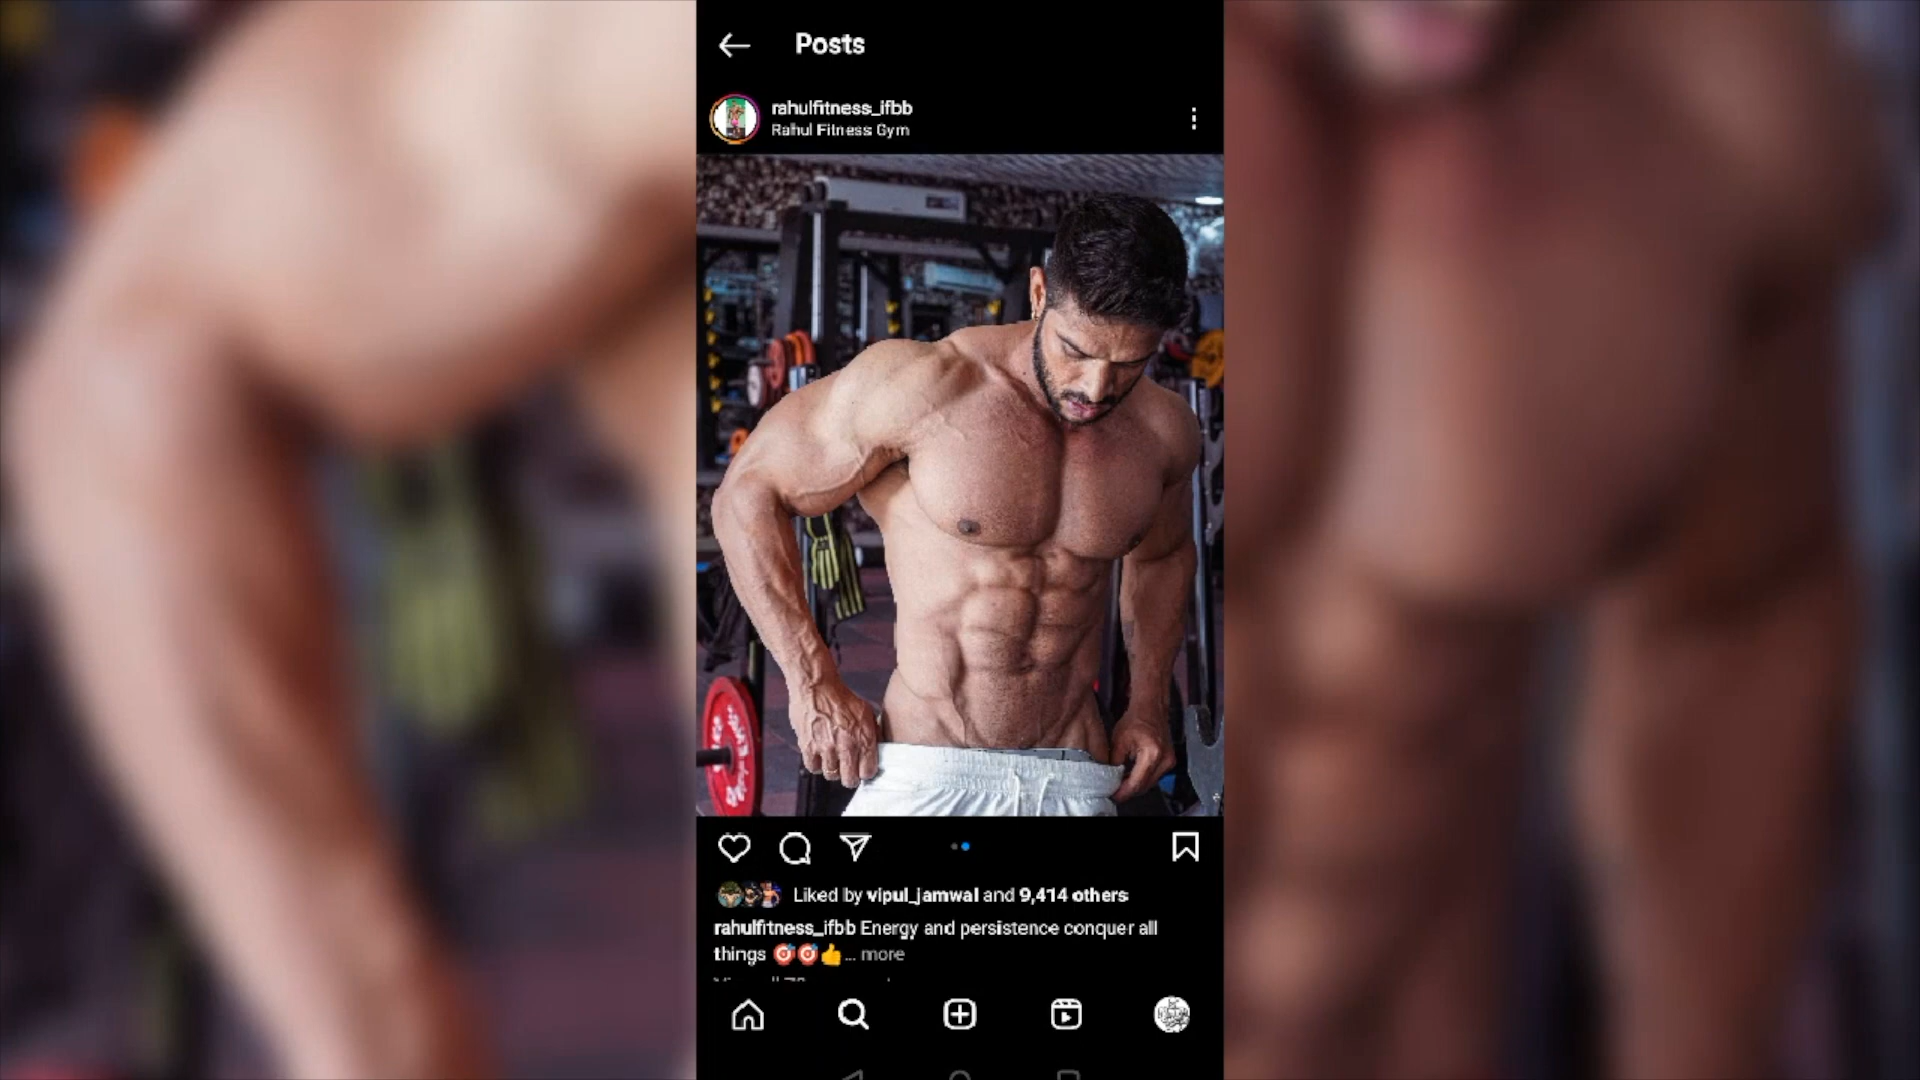 Posts
rahulfitness_ifbb
Rahul Fitness Gym
Liked by vipul_jamwal and 9,414 others
rahulfitness_ifbb Energy and persistence conquer all
things 🎯🎯👍... more